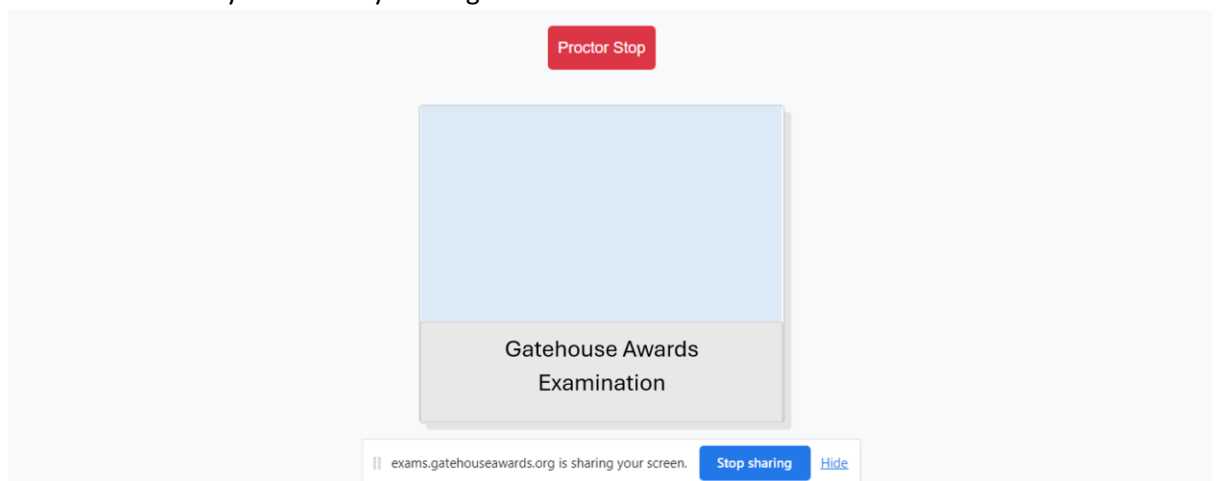 Proctor Stop
Gatehouse Awards
Examination
exams.gatehouseawards.org is sharing your screen. Stop sharing Hide